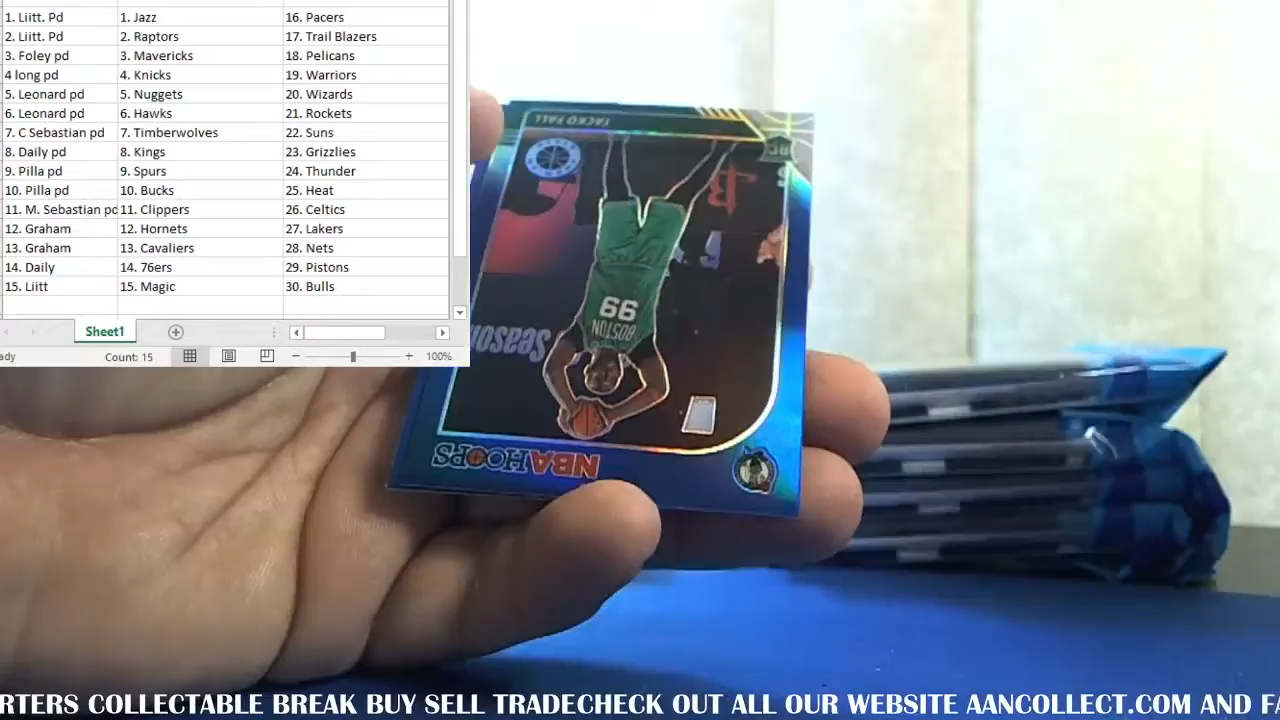 1. Liitt. Pd 1. Jazz 16. Pacers
2. Liitt. Pd 2. Raptors 17. Trail Blazers
3. Foley pd 3. Mavericks 18. Pelicans
4 long pd 4. Knicks 19. Warriors
5. Leonard pd 5. Nuggets 20. Wizards
6. Leonard pd 6. Hawks 21. Rockets
7. C Sebastian pd 7. Timberwolves 22. Suns
8. Daily pd 8. Kings 23. Grizzlies
9. Pilla pd 9. Spurs 24. Thunder
10. Pilla pd 10. Bucks 25. Heat
11. M. Sebastian pd 11. Clippers 26. Celtics
12. Graham 12. Hornets 27. Lakers
13. Graham 13. Cavaliers 28. Nets
14. Daily 14. 76ers 29. Pistons
15. Liitt 15. Magic 30. Bulls
Sheet1
ady Count: 15 100%
TACKO FALL
RC
BOSTON
99
Season
NBA HOOPS
RTERS COLLECTABLE BREAK BUY SELL TRADECHECK OUT ALL OUR WEBSITE AANCOLLECT.COM AND FA